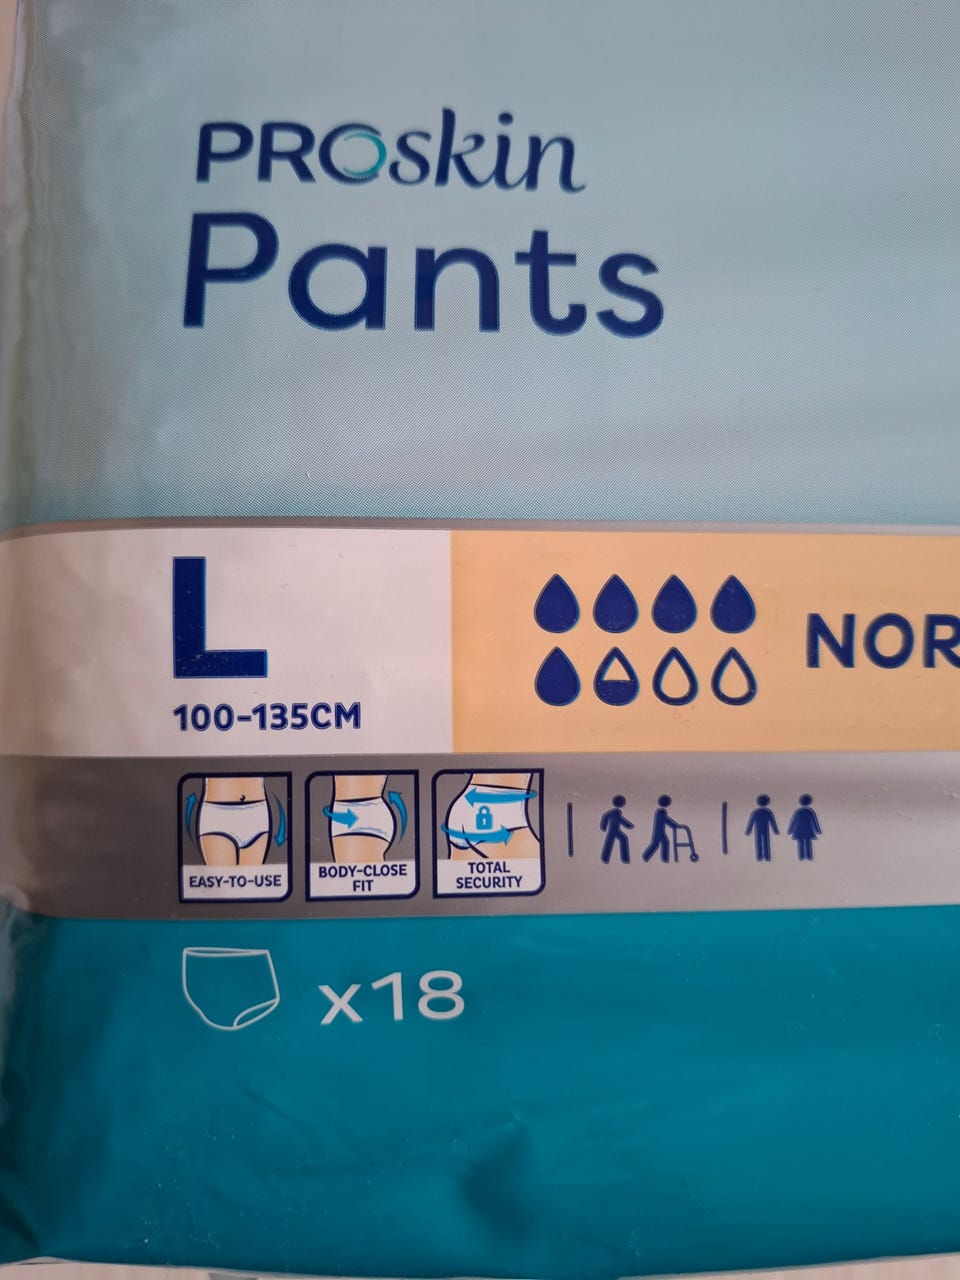 PROskin
Pants
L
100-135CM
NOR
EASY-TO-USE
BODY-CLOSE
FIT
TOTAL
SECURITY
x18